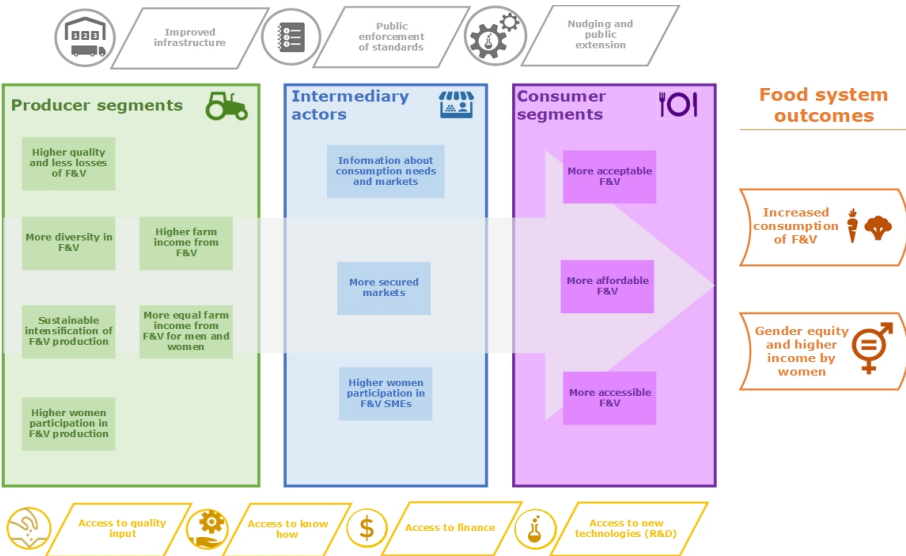 Improved
infrastructure
Public
enforcement
of standards
Nudging and
public
extension
1 2 3
Producer segments
Higher quality
and less losses
of F&V
More diversity in
F&V
Higher farm
income from
F&V
Sustainable
intensification of
F&V production
More equal farm
income from
F&V for men and
women
Higher women
participation in
F&V production
Intermediary
actors
Information about
consumption needs
and markets
More secured
markets
Higher women
participation in
F&V SMEs
Consumer
segments
More acceptable
F&V
More affordable
F&V
More accessible
F&V
Food system
outcomes
Increased
consumption
of F&V
Gender equity
and higher
income by
women
Access to quality
input
Access to know
how
$
Access to finance
Access to new
technologies (R&D)